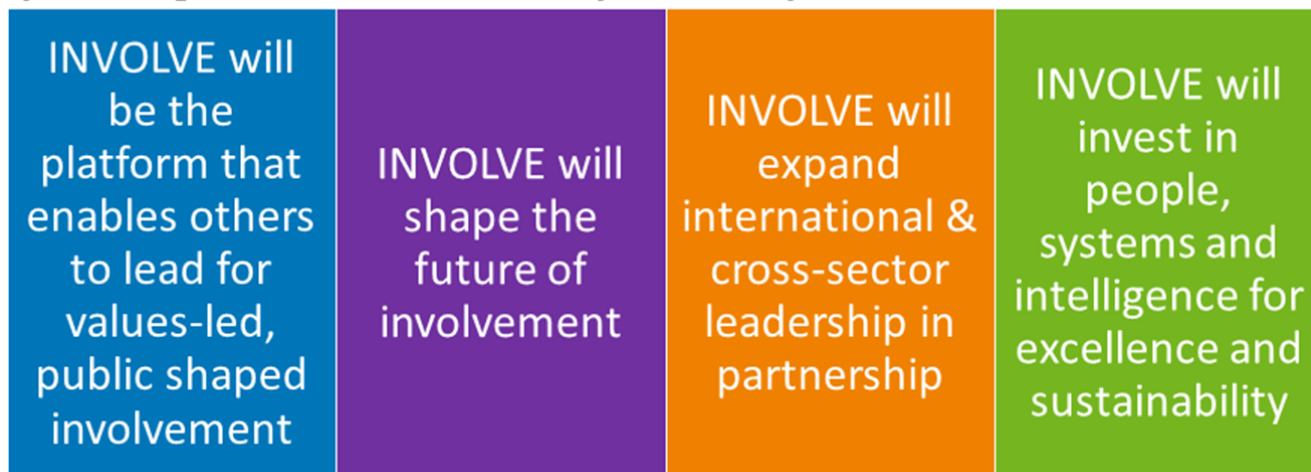 INVOLVE will
be the
platform that
enables others
to lead for
values-led,
public shaped
involvement
INVOLVE will
shape the
future of
involvement
INVOLVE will
expand
international &
cross-sector
leadership in
partnership
INVOLVE will
invest in
people,
systems and
intelligence for
excellence and
sustainability